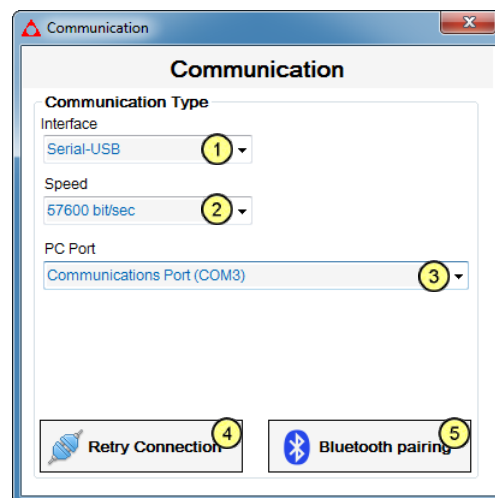 Communication
Communication
Communication Type
Interface
Serial-USB 1
Speed
57600 bit/sec 2
PC Port
Communications Port (COM3) 3
Retry Connection 4
Bluetooth pairing 5